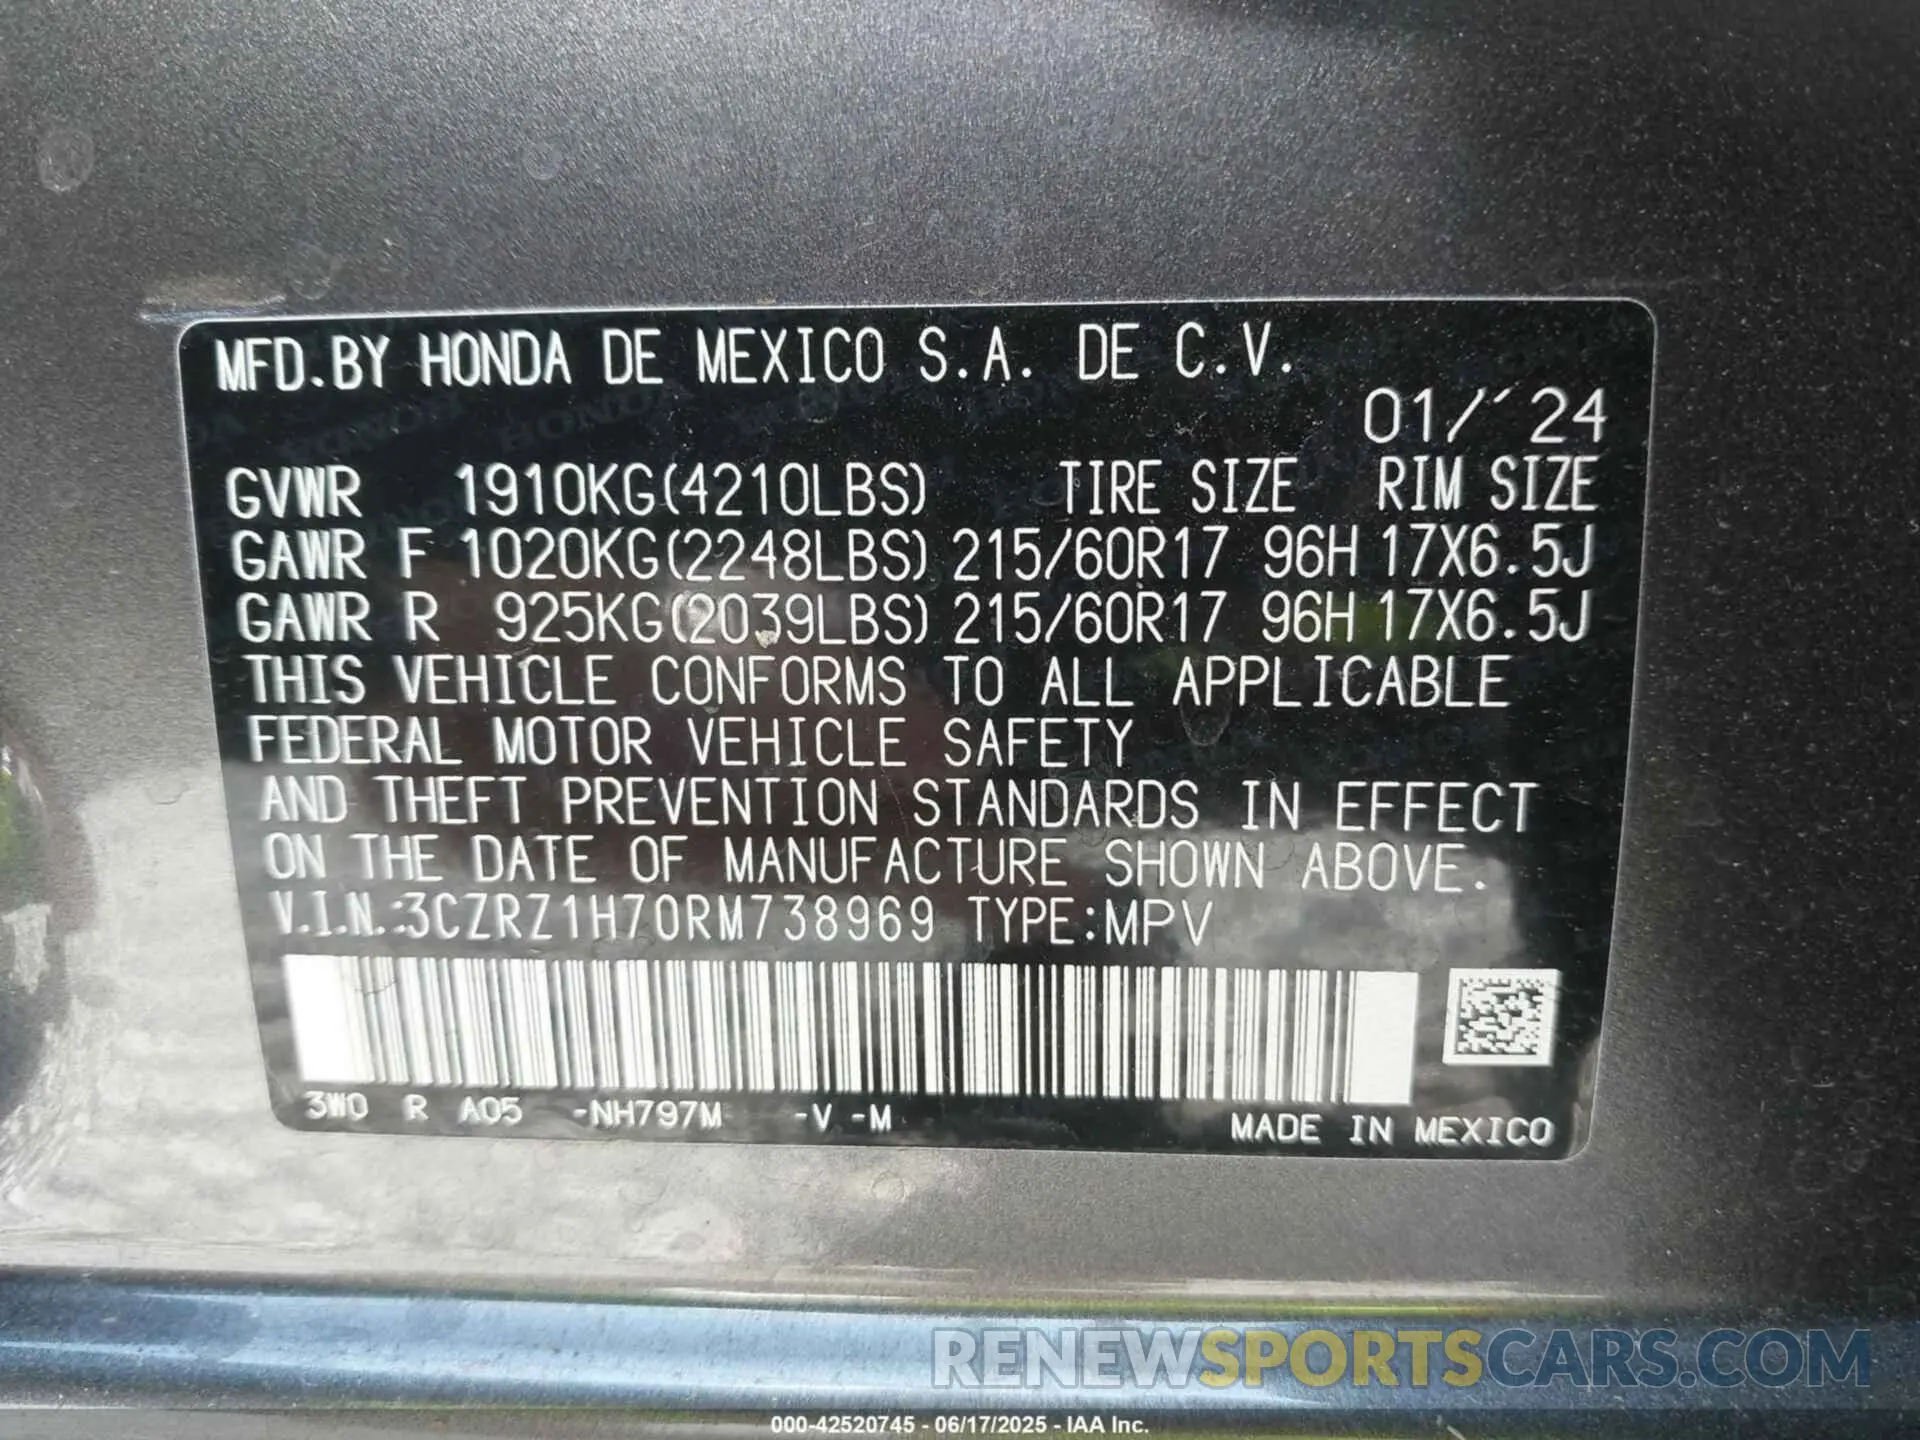 MFD.BY HONDA DE MEXICO S.A. DE C.V.
01/´24
GVWR 1910KG(4210LBS) TIRE SIZE RIM SIZE
GAWR F 1020KG(2248LBS) 215/60R17 96H 17X6.5J
GAWR R 925KG(2039LBS) 215/60R17 96H 17X6.5J
THIS VEHICLE CONFORMS TO ALL APPLICABLE
FEDERAL MOTOR VEHICLE SAFETY
AND THEFT PREVENTION STANDARDS IN EFFECT
ON THE DATE OF MANUFACTURE SHOWN ABOVE.
V.I.N.:3CZRZ1H70RM738969 TYPE:MPV
3W0 R A05 -NH797M -V -M MADE IN MEXICO
RENEWSPORTSCARS.COM
000-42520745 - 06/17/2025 - IAA Inc.